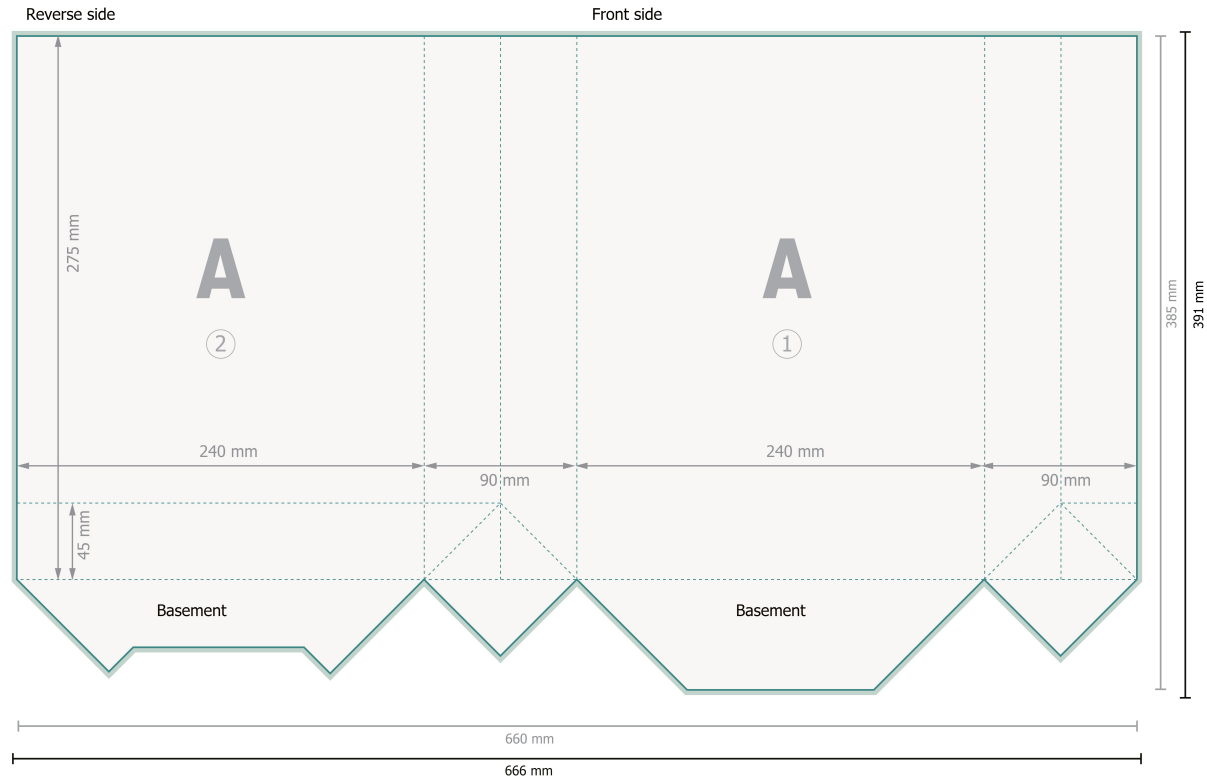 Reverse side
Front side
275 mm
A
A
2
1
385 mm
391 mm
240 mm
240 mm
90 mm
90 mm
45 mm
Basement
Basement
660 mm
666 mm